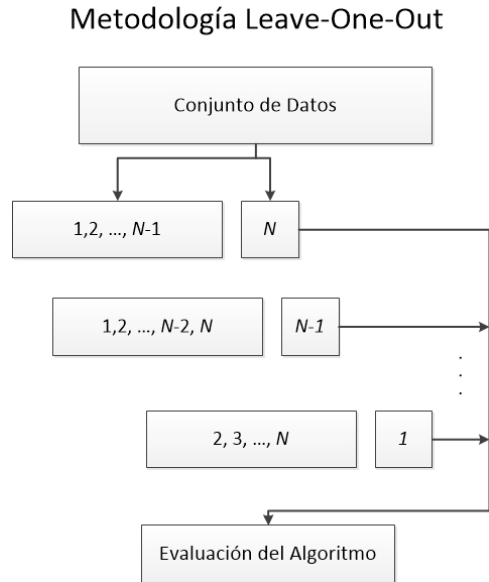 Metodología Leave-One-Out
Conjunto de Datos
1,2, ..., N-1
N
1,2, ..., N-2, N
N-1
.
.
.
2, 3, ..., N
1
Evaluación del Algoritmo